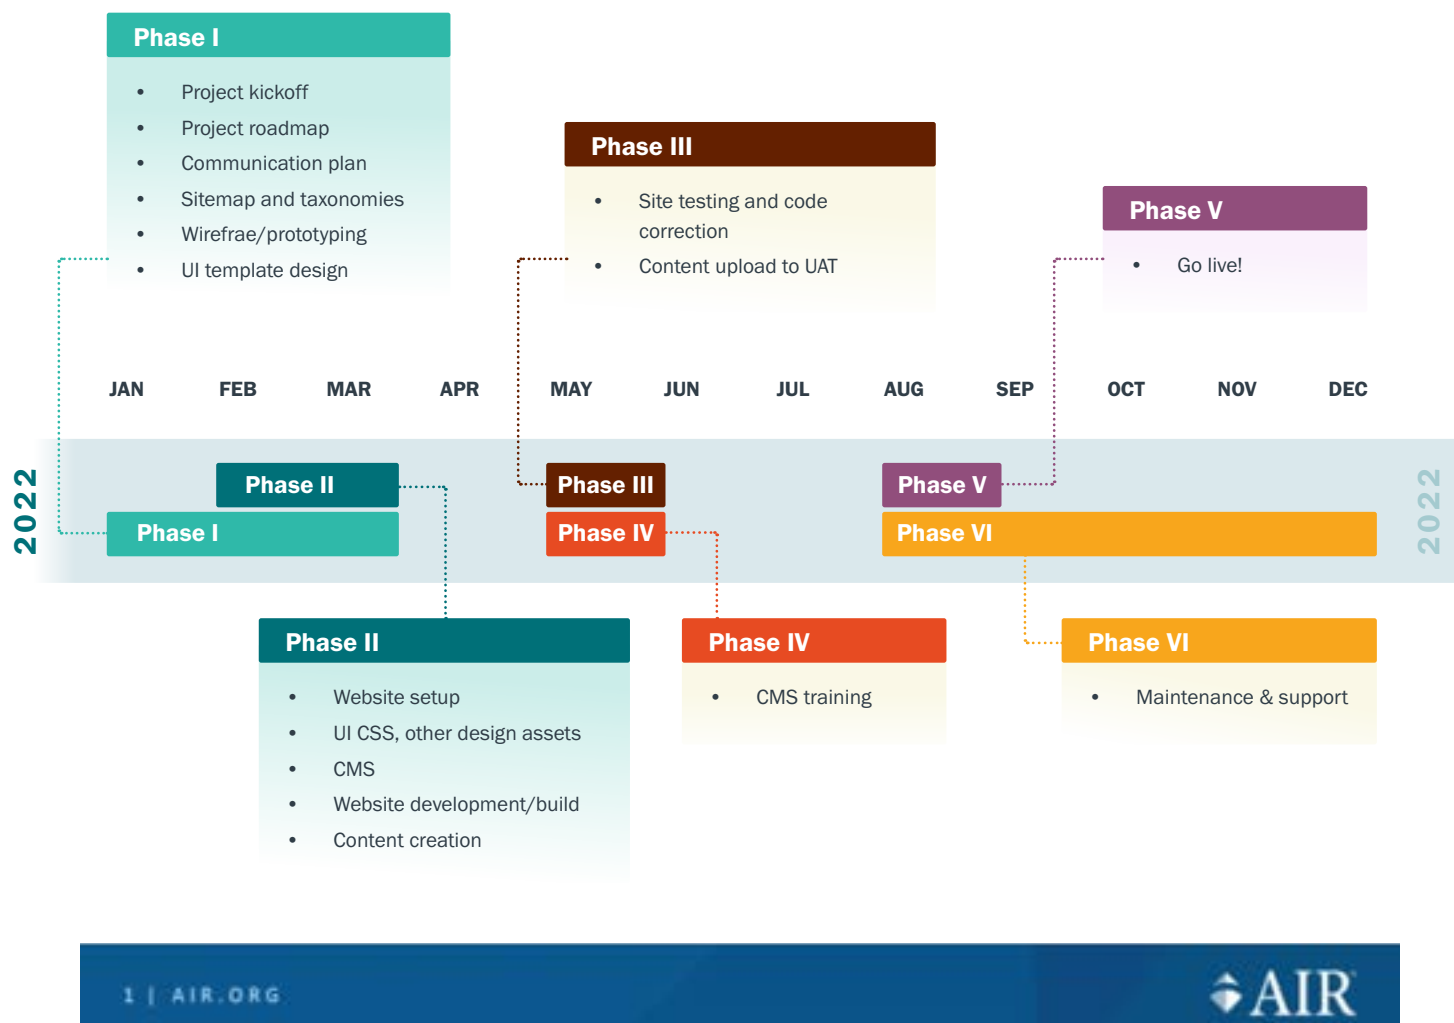 Phase I
• Project kickoff
• Project roadmap
• Communication plan
• Sitemap and taxonomies
• Wirefrae/prototyping
• UI template design
Phase III
• Site testing and code
correction
• Content upload to UAT
Phase V
• Go live!
JAN FEB MAR APR MAY JUN JUL AUG SEP OCT NOV DEC
2022
Phase II Phase III Phase V
Phase I Phase IV Phase VI
2022
Phase II
• Website setup
• UI CSS, other design assets
• CMS
• Website development/build
• Content creation
Phase IV
• CMS training
Phase VI
• Maintenance & support
1 | AIR.ORG
AIR